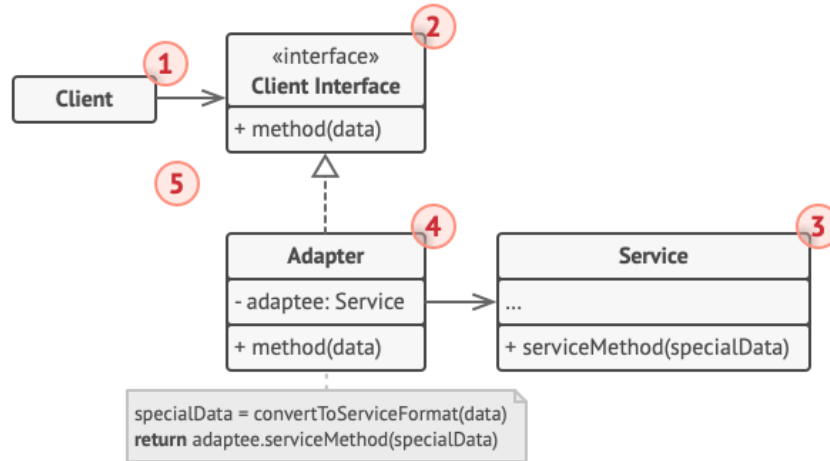 1
2
«interface»
Client Interface
Client
+ method(data)
5
4
3
Adapter
Service
- adaptee: Service
...
+ method(data)
+ serviceMethod(specialData)
specialData = convertToServiceFormat(data)
return adaptee.serviceMethod(specialData)